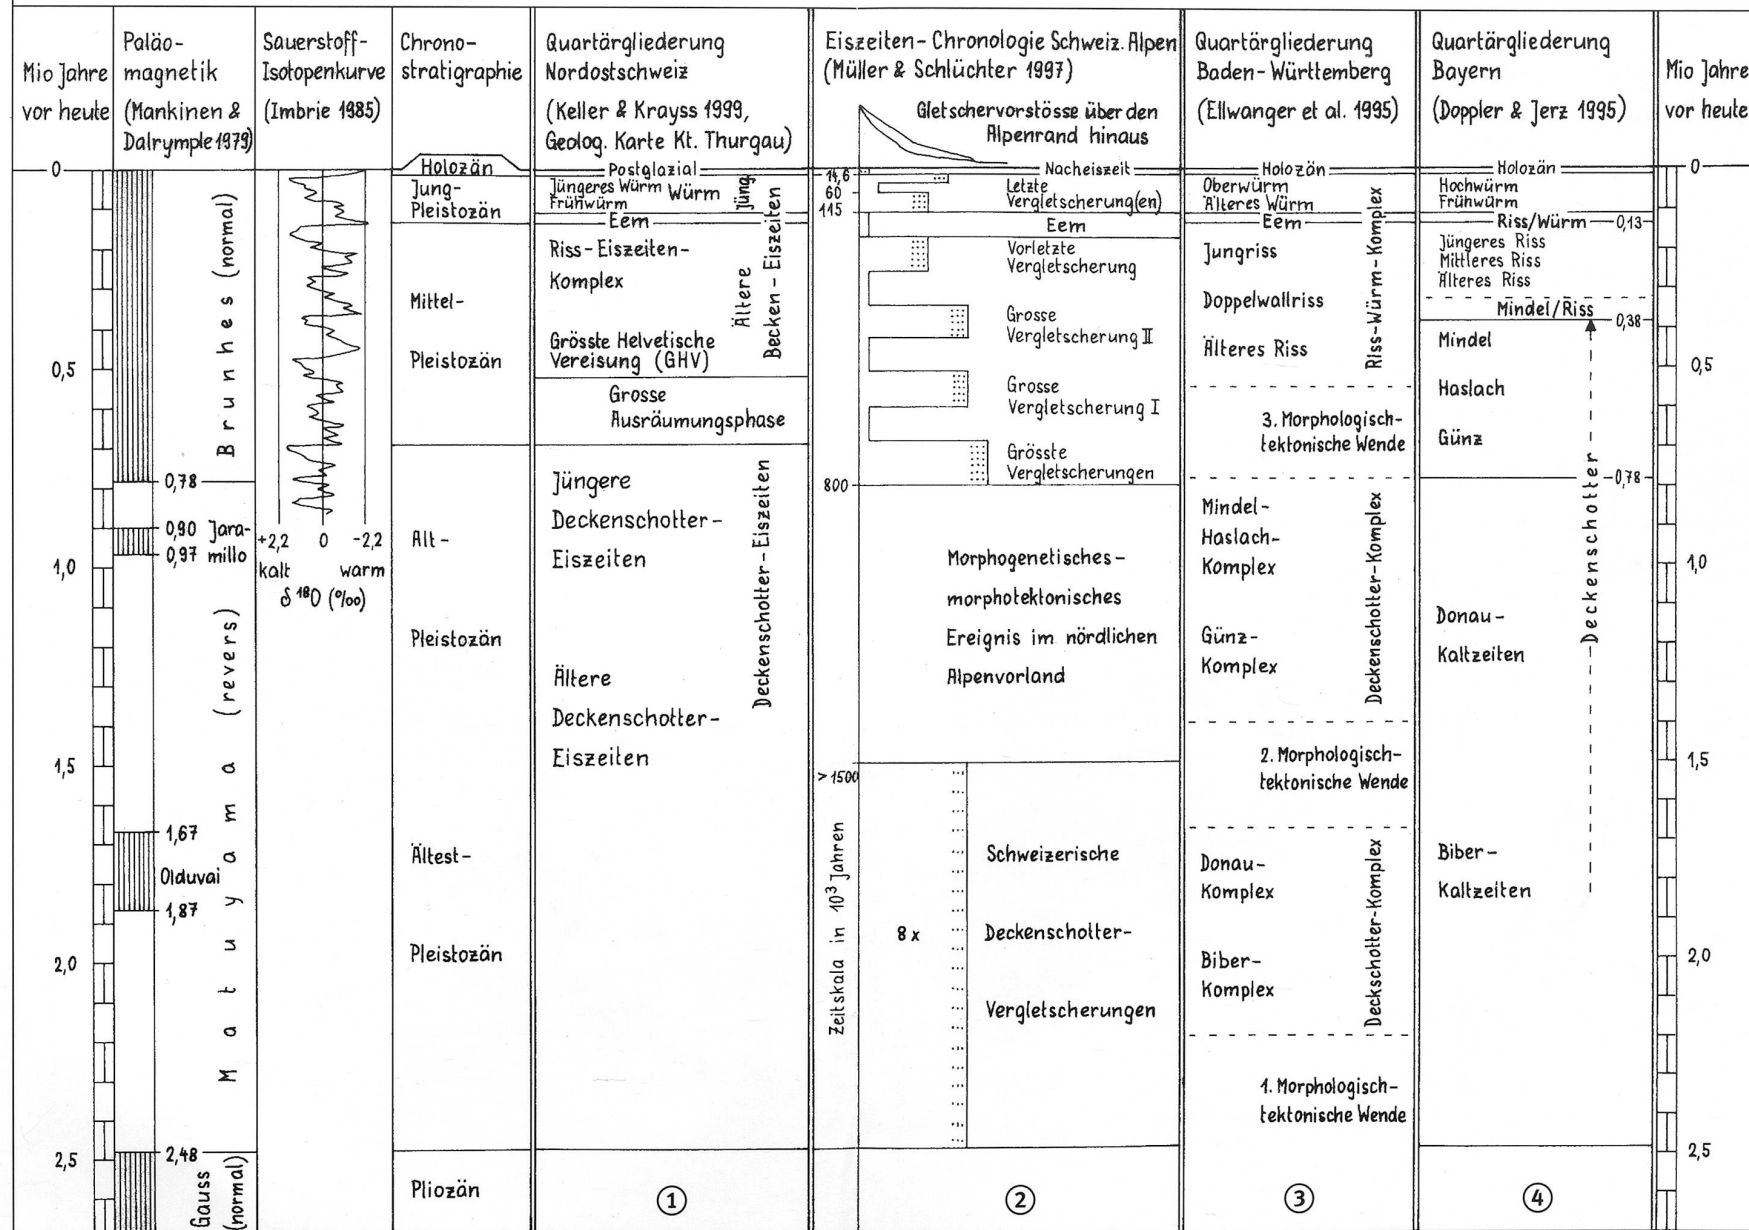 Mio Jahre
vor heute
0
0,5
1,0
1,5
2,0
2,5
Paläo-
magnetik
(Mankinen &
Dalrymple 1979)
Brunhes (normal)
0,78
0,90
Jara-
0,97
millo
Matuyama (revers)
1,67
Olduvai
1,87
2,48
Gauss
(normal)
Sauerstoff-
Isotopenkurve
(Imbrie 1985)
+2,2 0 -2,2
kalt warm
δ ¹⁸O (‰)
Chrono-
stratigraphie
Holozän
Jung-
Pleistozän
Mittel-
Pleistozän
Alt-
Pleistozän
Ältest-
Pleistozän
Pliozän
Quartärgliederung
Nordostschweiz
(Keller & Krayss 1999,
Geolog. Karte Kt. Thurgau)
Postglazial
Jüngeres Würm
Würm
Frühwürm
Jüng.
Eem
Riss-Eiszeiten-
Komplex
Ältere
Becken-Eiszeiten
Grösste Helvetische
Vereisung (GHV)
Grosse
Ausräumungsphase
Jüngere
Deckenschotter-
Eiszeiten
Ältere
Deckenschotter-
Eiszeiten
Deckenschotter-Eiszeiten
①
Eiszeiten-Chronologie Schweiz. Alpen
(Müller & Schlüchter 1997)
Gletschervorstösse über den
Alpenrand hinaus
14,6
60
115
800
>1500
Zeitskala in 10³ Jahren
Nacheiszeit
Letzte
Vergletscherung(en)
Eem
Vorletzte
Vergletscherung
Grosse
Vergletscherung II
Grosse
Vergletscherung I
Grösste
Vergletscherungen
Morphogenetisches-
morphotektonisches
Ereignis im nördlichen
Alpenvorland
8x
Schweizerische
Deckenschotter-
Vergletscherungen
②
Quartärgliederung
Baden-Württemberg
(Ellwanger et al. 1995)
Holozän
Oberwürm
Älteres Würm
Eem
Jungriss
Doppelwallriss
Älteres Riss
Riss-Würm-Komplex
3. Morphologisch-
tektonische Wende
Mindel-
Haslach-
Komplex
Günz-
Komplex
Deckenschotter-Komplex
2. Morphologisch-
tektonische Wende
Donau-
Komplex
Biber-
Komplex
Deckschotter-Komplex
1. Morphologisch-
tektonische Wende
③
Quartärgliederung
Bayern
(Doppler & Jerz 1995)
Holozän
Hochwürm
Frühwürm
Riss/Würm 0,13
Jüngeres Riss
Mittleres Riss
Älteres Riss
Mindel/Riss
0,38
Mindel
Haslach
Günz
0,78
Donau-
Kaltzeiten
Biber-
Kaltzeiten
Deckenschotter
④
Mio Jahre
vor heute
0
0,5
1,0
1,5
2,0
2,5